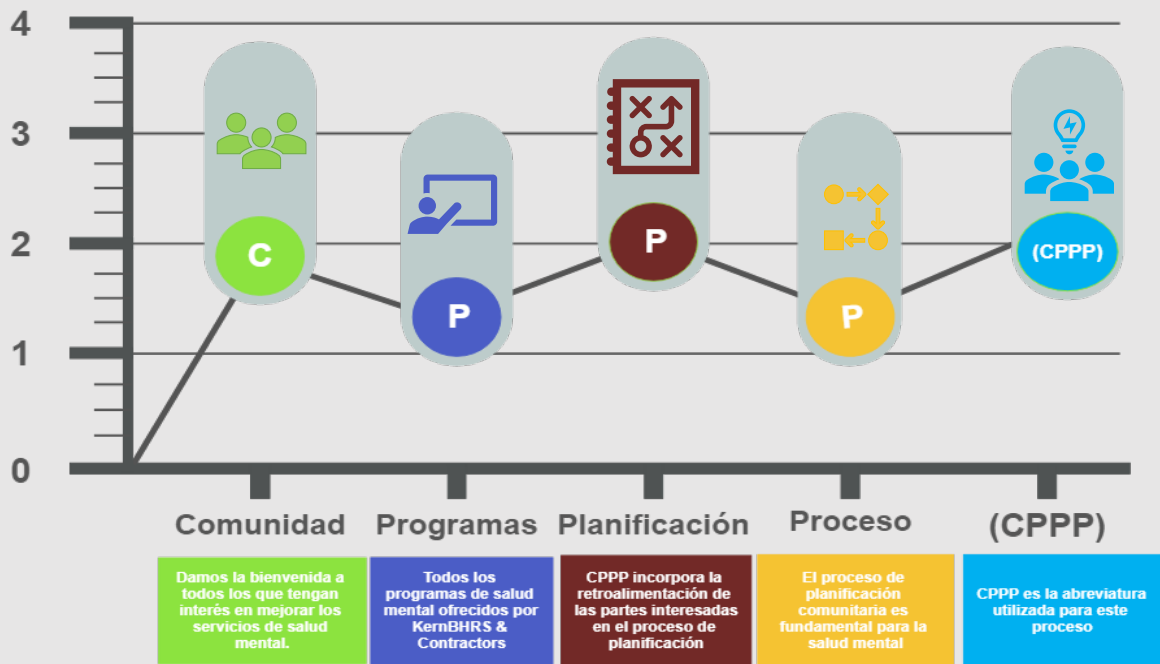 4
3
2
1
0
C
P
P
P
(CPPP)
Comunidad
Programas
Planificación
Proceso
(CPPP)
Damos la bienvenida a
todos los que tengan
interés en mejorar los
servicios de salud
mental.
Todos los
programas de salud
mental ofrecidos por
KernBHRS &
Contractors
CPPP incorpora la
retroalimentación de
las partes interesadas
en el proceso de
planificación
El proceso de
planificación
comunitaria es
fundamental para la
salud mental
CPPP es la abreviatura
utilizada para este
proceso